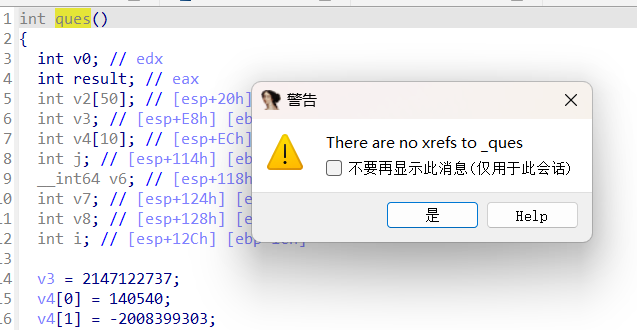 1 int ques()
2 {
3 int v0; // edx
4 int result; // eax
5 int v2[50]; // [esp+20h]
6 int v3; // [esp+E8h] [eb
7 int v4[10]; // [esp+ECh]
8 int j; // [esp+114h] [eb
9 __int64 v6; // [esp+118h
10 int v7; // [esp+124h] [e
11 int v8; // [esp+128h] [e
12 int i; // [esp+12Ch] [ebp-1Ch]
13
14 v3 = 2147122737;
15 v4[0] = 140540;
16 v4[1] = -2008399303;
警告
There are no xrefs to _ques
不要再显示此消息(仅用于此会话)
是
Help